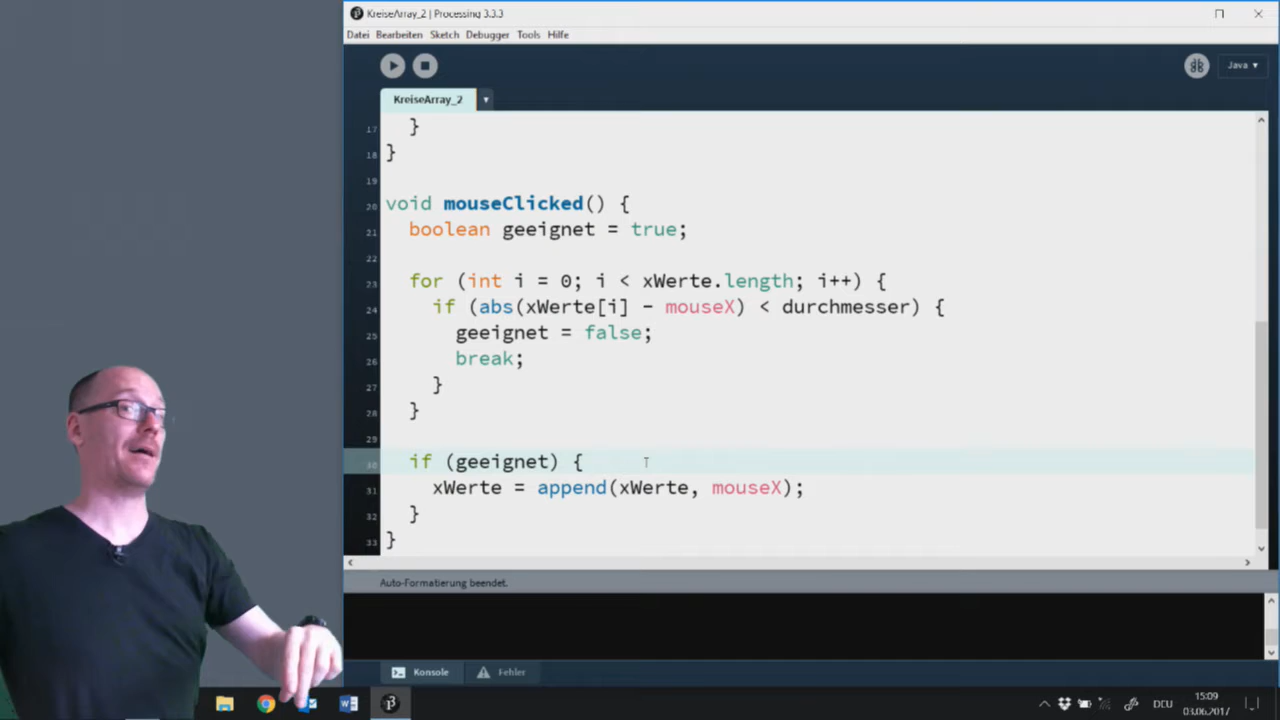 KreiseArray_2 | Processing 3.3.3
Datei Bearbeiten Sketch Debugger Tools Hilfe
Java ▾
KreiseArray_2
17 }
18 }
19
20 void mouseClicked() {
21 boolean geeignet = true;
22
23 for (int i = 0; i < xWerte.length; i++) {
24 if (abs(xWerte[i] - mouseX) < durchmesser) {
25 geeignet = false;
26 break;
27 }
28 }
29
30 if (geeignet) {
31 xWerte = append(xWerte, mouseX);
32 }
33 }
Auto-Formatierung beendet.
Konsole Fehler
DEU
15:09
03.06.2017